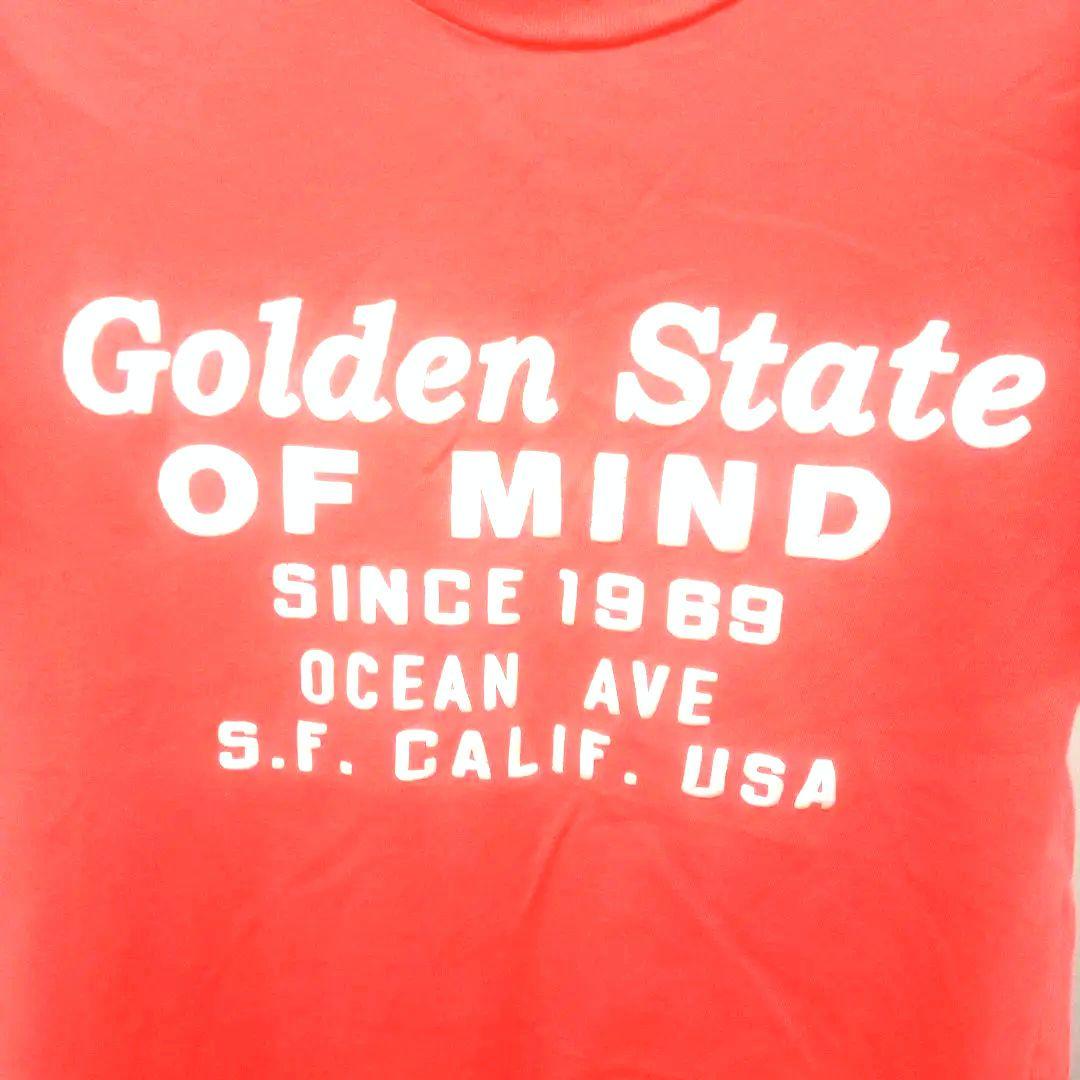 Golden State
OF MIND
SINCE 1969
OCEAN AVE
S.F. CALIF. USA